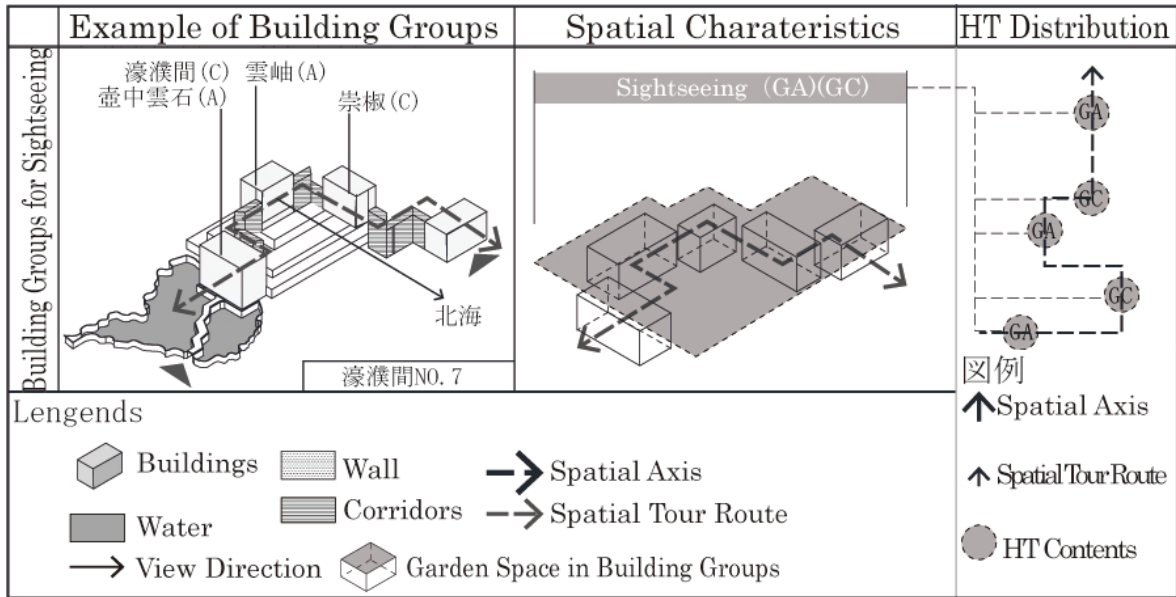 Example of Building Groups
Spatial Charateristics
HT Distribution
Building Groups for Sightseeing
濠濮間(C) 雲岫(A)
壺中雲石(A)
崇椒(C)
北海
濠濮間NO.7
Sightseeing (GA)(GC)
GA
GC
GA
GC
GA
図例
Spatial Axis
Spatial Tour Route
HT Contents
Lengends
Buildings
Wall
Spatial Axis
Water
Corridors
Spatial Tour Route
View Direction
Garden Space in Building Groups